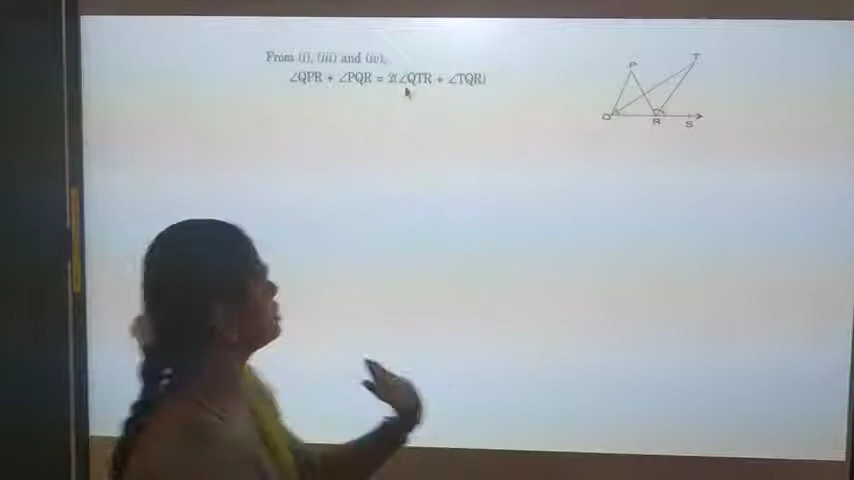 From (i), (iii) and (iv),
∠QPR + ∠PQR = 2(∠QTR + ∠TQR)
P
T
Q
R
S